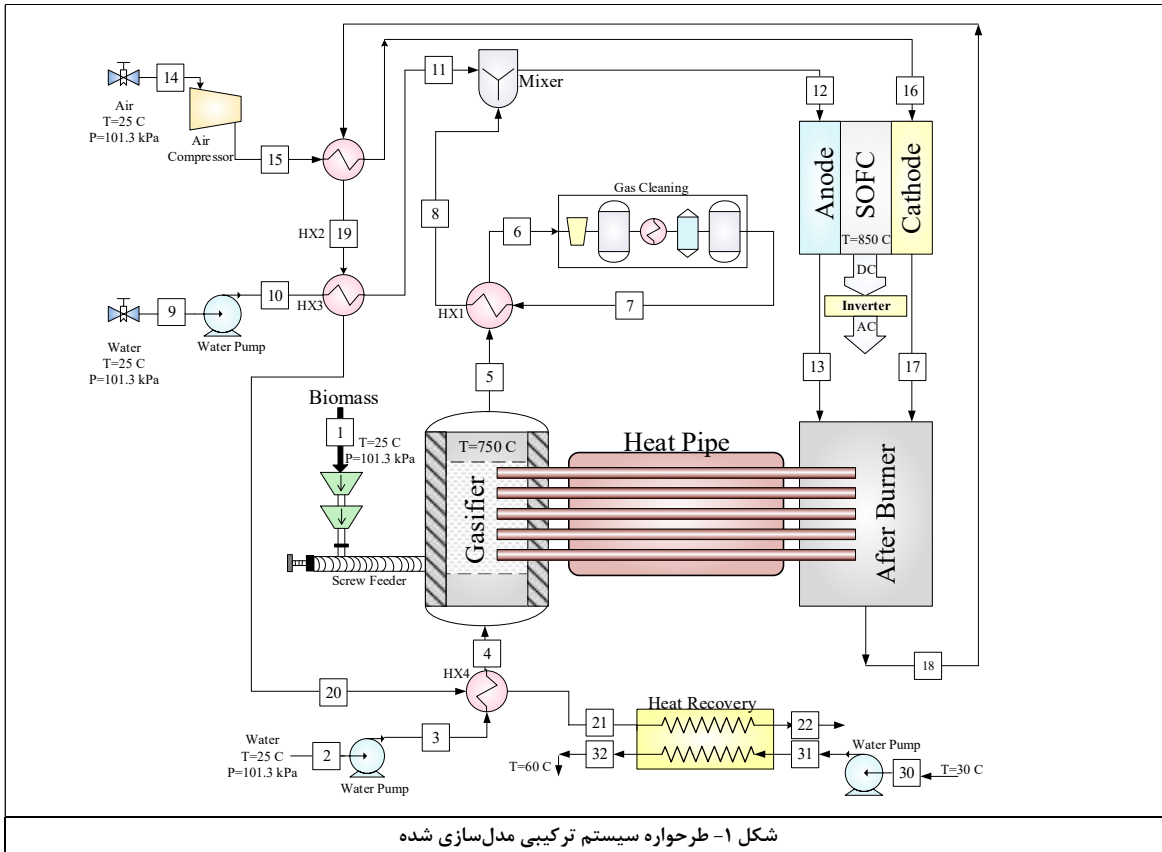 11
Mixer
14
12
16
Air
T=25 C
P=101.3 kPa
Air
Compressor
15
Anode
SOFC
Cathode
T=850 C
Gas Cleaning
8
6
HX2
19
DC
Inverter
AC
9
10
HX3
7
HX1
Water Pump
Water
T=25 C
P=101.3 kPa
5
13
17
Biomass
1
T=25 C
P=101.3 kPa
T=750 C
Gasifier
Heat Pipe
After Burner
Screw Feeder
4
18
HX4
20
Heat Recovery
21
22
Water
T=25 C
P=101.3 kPa
2
3
Water Pump
32
T=60 C
31
Water Pump
30
T=30 C
شکل ۱- طرحواره سیستم ترکیبی مدل‌سازی شده